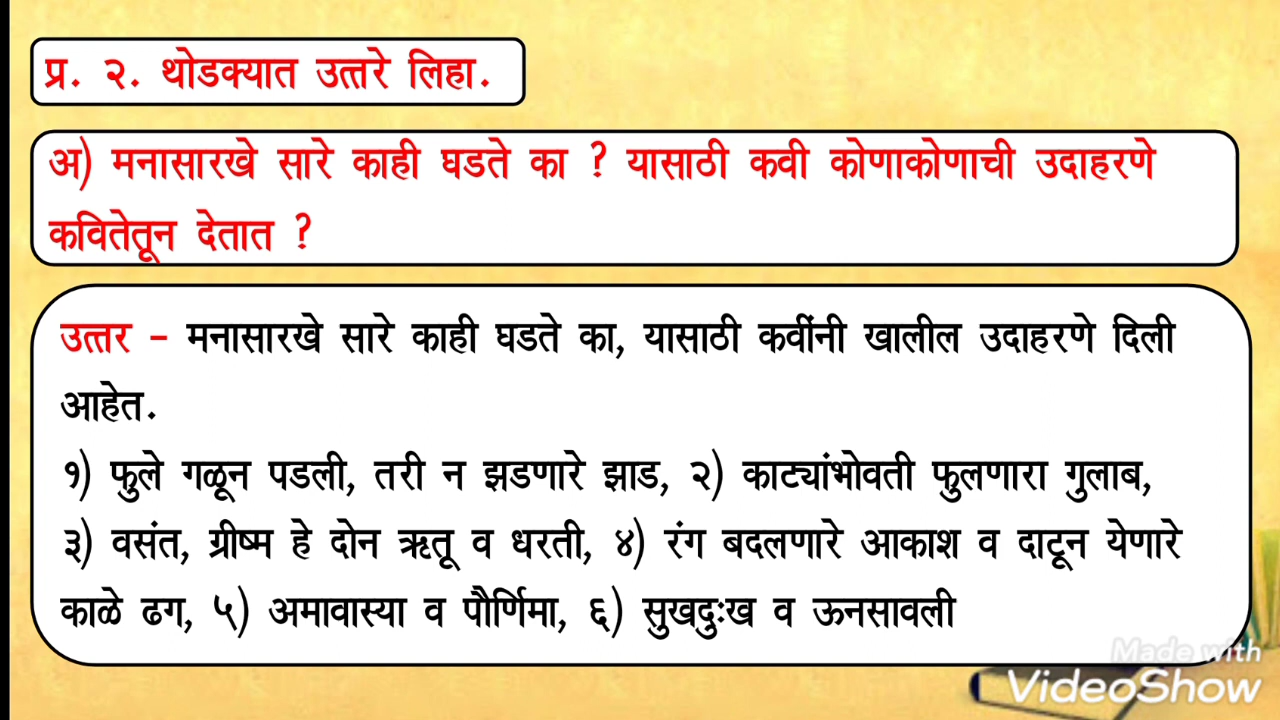 प्र. २. थोडक्यात उत्तरे लिहा.
अ) मनासारखे सारे काही घडते का ? यासाठी कवी कोणाकोणाची उदाहरणे
कवितेतून देतात ?
उत्तर – मनासारखे सारे काही घडते का, यासाठी कवींनी खालील उदाहरणे दिली
आहेत.
१) फुले गळून पडली, तरी न झडणारे झाड, २) काट्यांभोवती फुलणारा गुलाब,
३) वसंत, ग्रीष्म हे दोन ऋतू व धरती, ४) रंग बदलणारे आकाश व दाटून येणारे
काळे ढग, ५) अमावास्या व पौर्णिमा, ६) सुखदुःख व ऊनसावली
Made with
VideoShow